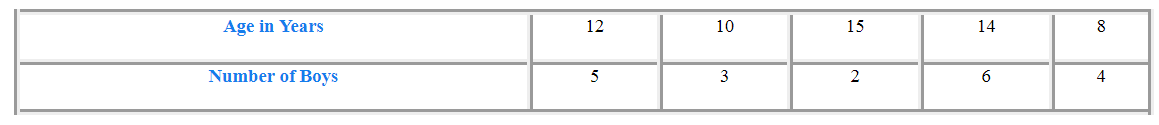 Age in Years 12 10 15 14 8
Number of Boys 5 3 2 6 4